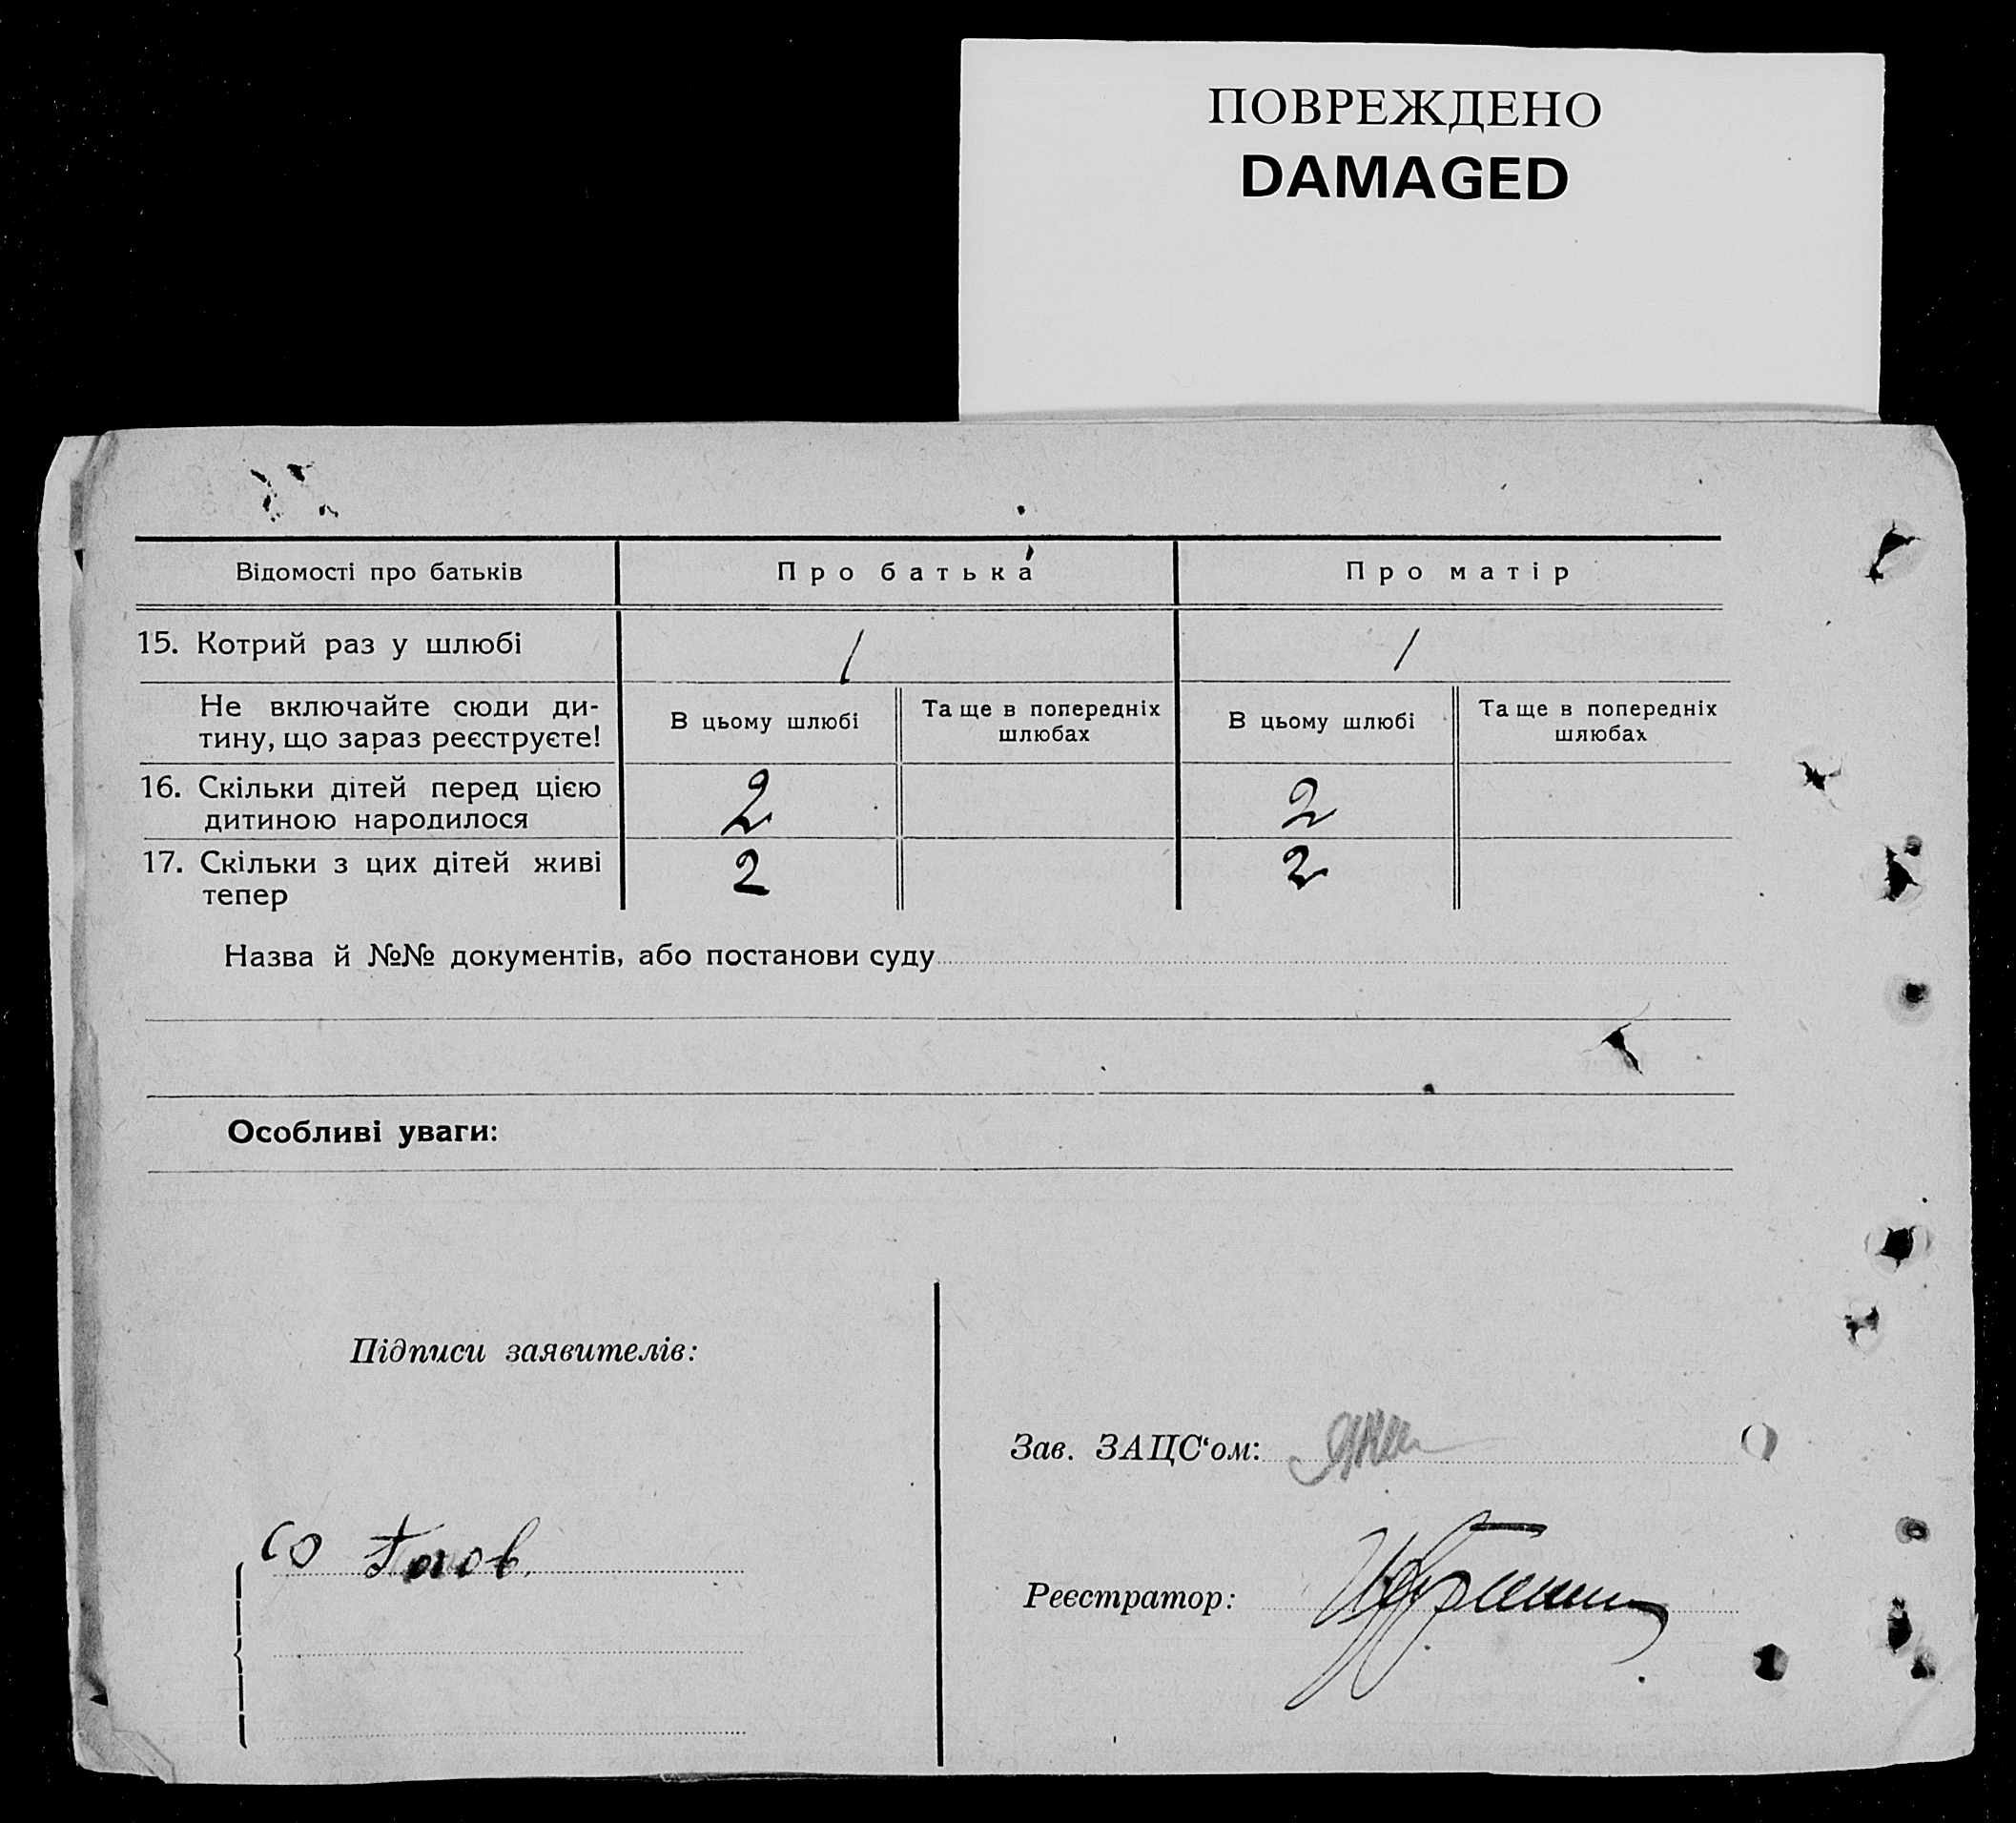 ПОВРЕЖДЕНО
DAMAGED
Відомості про батьків Про батька Про матір
15. Котрий раз у шлюбі 1 1
Не включайте сюди ди-
тину, що зараз реєструєте!
В цьому шлюбі
Та ще в попередніх
шлюбах
В цьому шлюбі
Та ще в попередніх
шлюбах
16. Скільки дітей перед цією
дитиною народилося
2 2
17. Скільки з цих дітей живі
тепер
2 2
Назва й №№ документів, або постанови суду
Особливі уваги:
Підписи заявителів:
Зав. ЗАЦС‘ом:
Реєстратор: